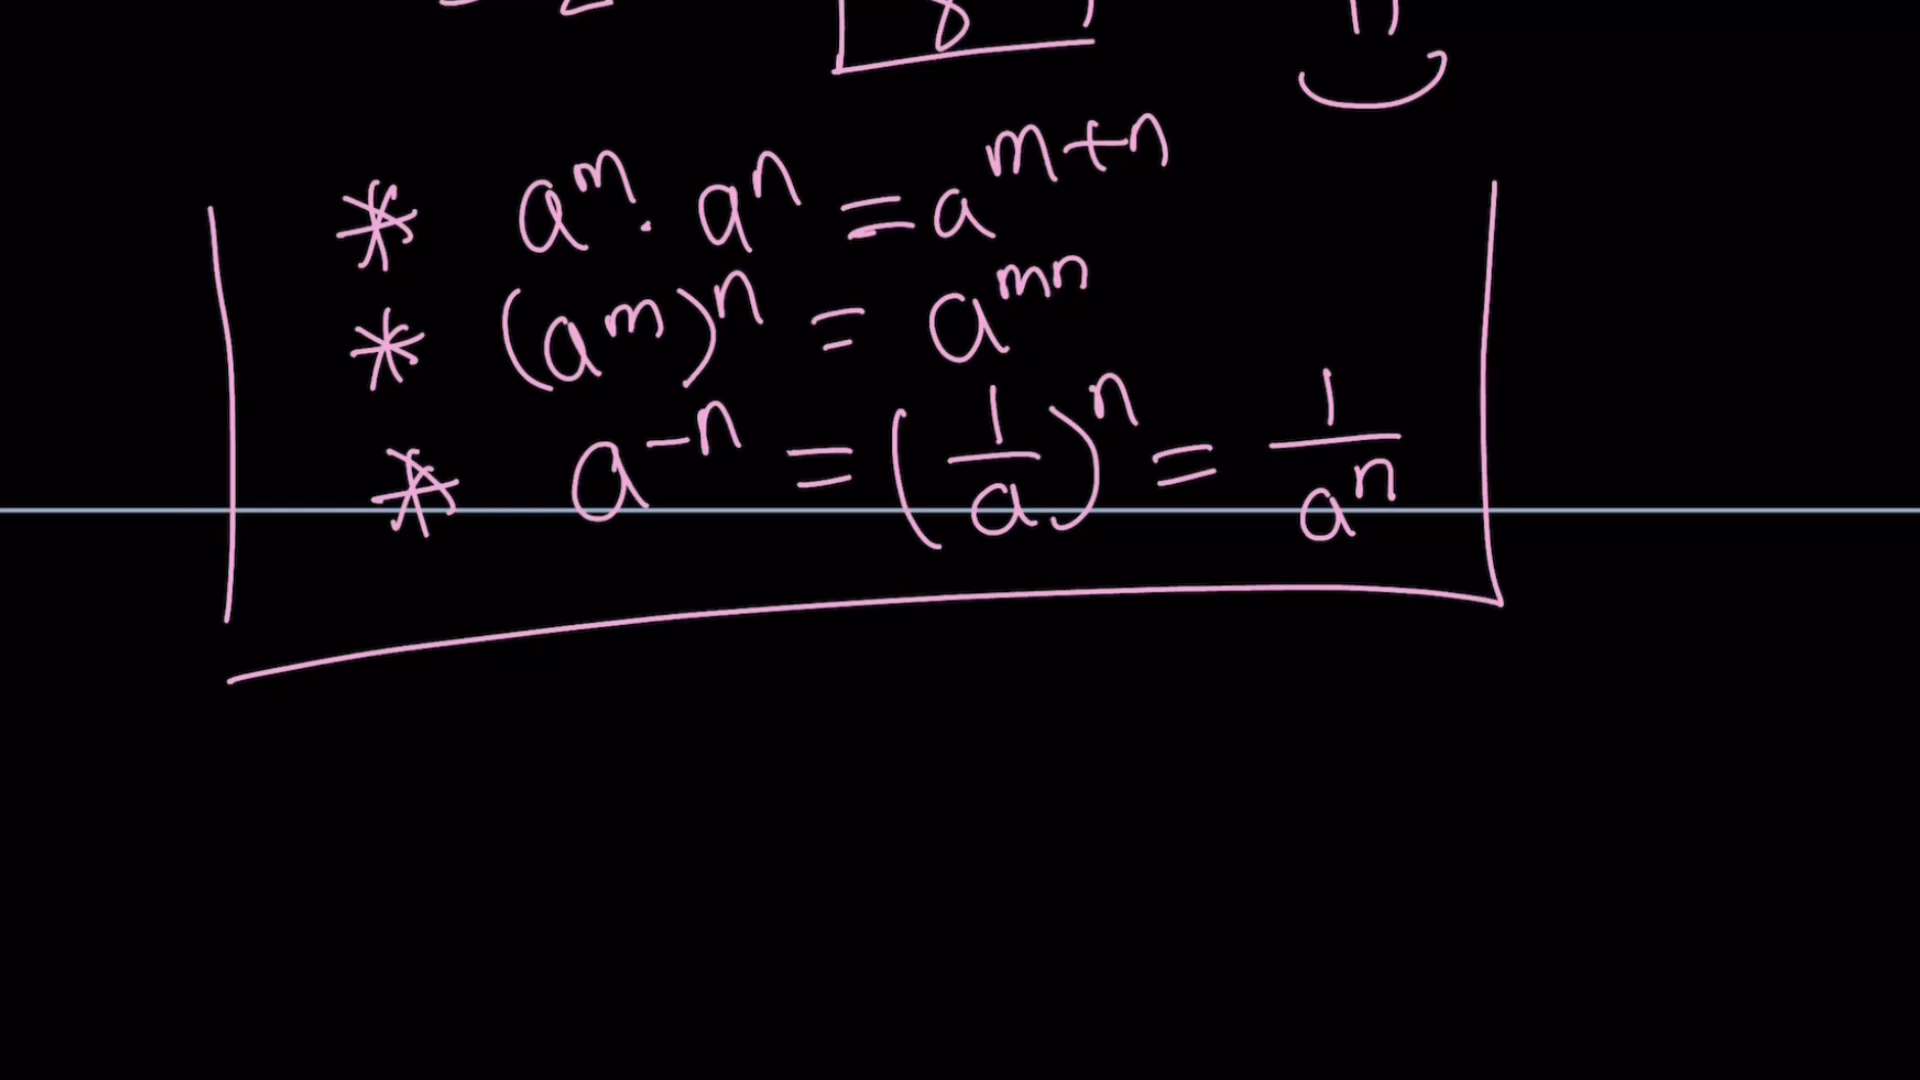 * a^m · a^n = a^{m+n}
* (a^m)^n = a^{mn}
* a^{-n} = (1/a)^n = 1/a^n